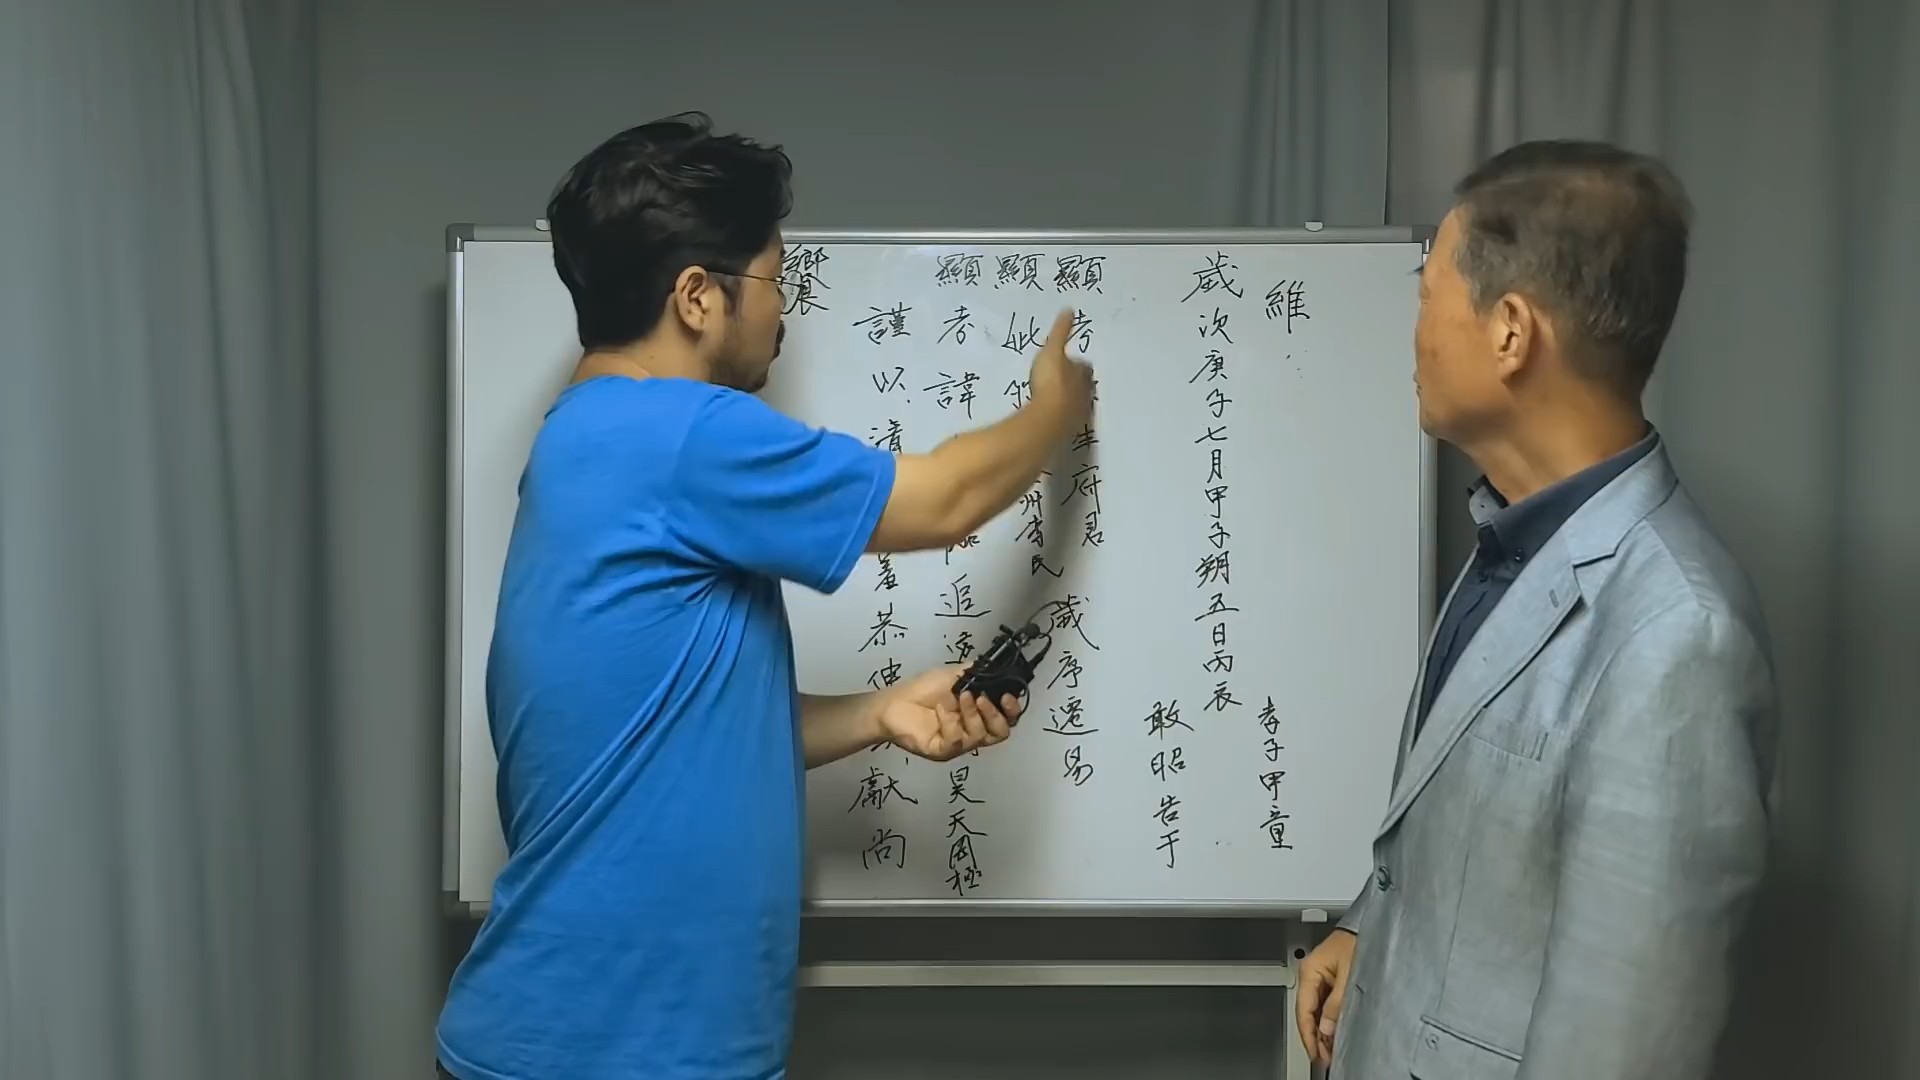 維
歲次庚子七月甲子朔五日丙辰
孝子甲童
敢昭告于
顯考 生府君 歲序遷易
顯妣 州李氏
顯考諱 追遠 昊天罔極
謹以清 羞恭伸 獻尚
饗